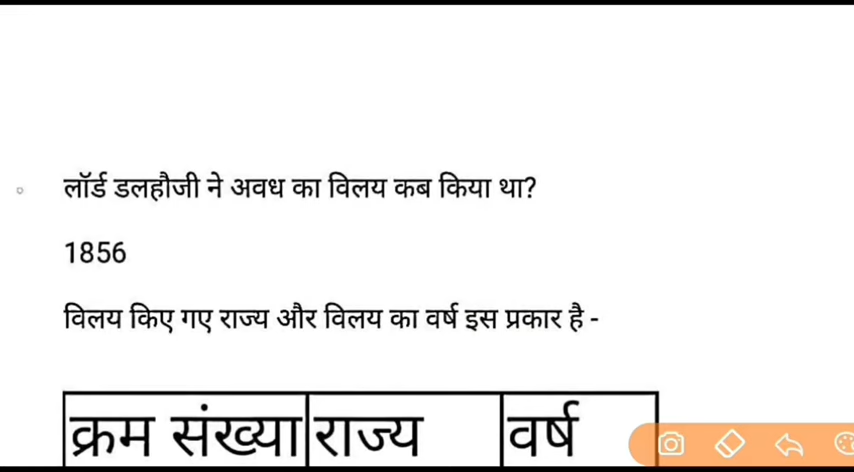 लॉर्ड डलहौजी ने अवध का विलय कब किया था?
1856
विलय किए गए राज्य और विलय का वर्ष इस प्रकार है -
क्रम संख्या राज्य वर्ष